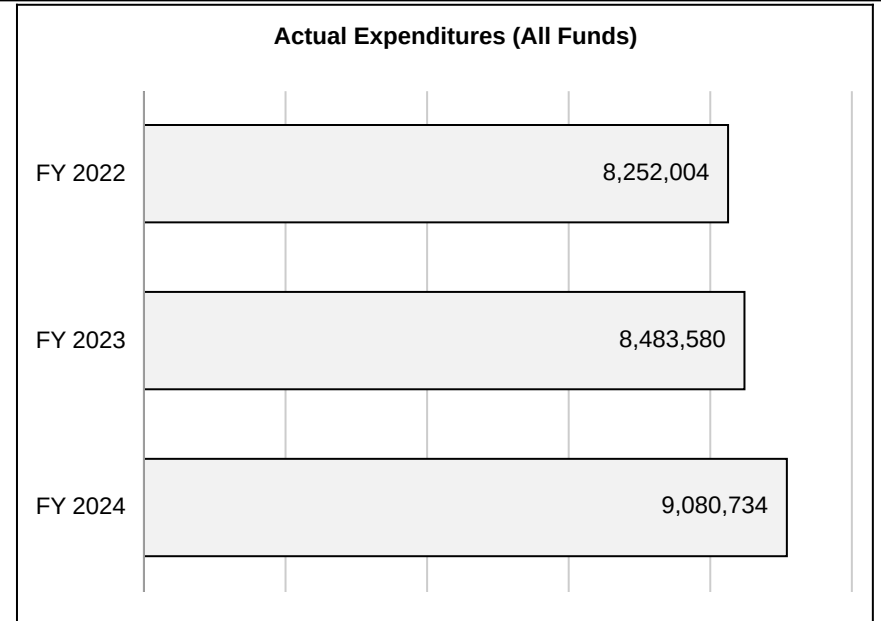 Actual Expenditures (All Funds)
FY 2022 8,252,004
FY 2023 8,483,580
FY 2024 9,080,734